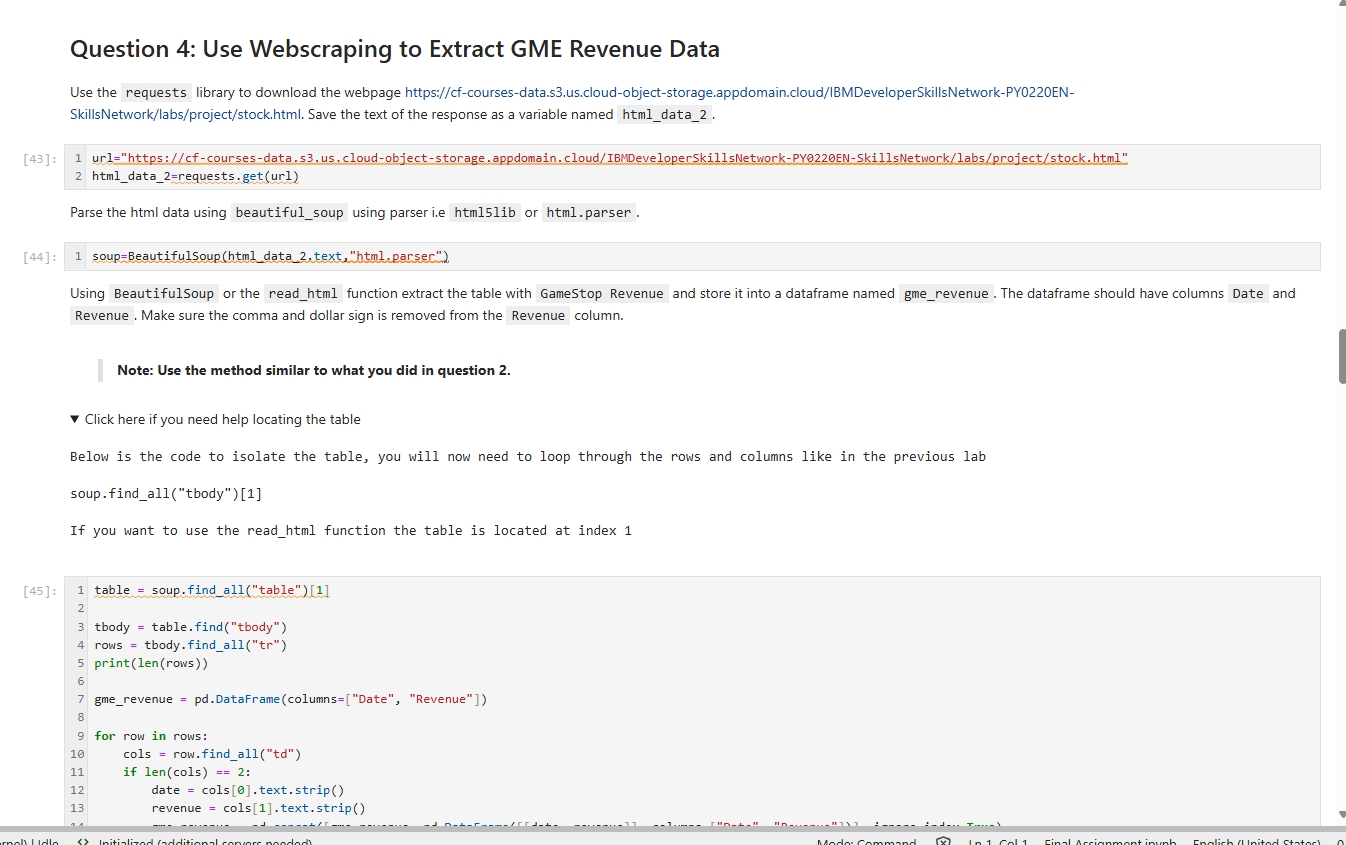 Question 4: Use Webscraping to Extract GME Revenue Data
Use the requests library to download the webpage https://cf-courses-data.s3.us.cloud-object-storage.appdomain.cloud/IBMDeveloperSkillsNetwork-PY0220EN-
SkillsNetwork/labs/project/stock.html. Save the text of the response as a variable named html_data_2.
[43]: 1 url="https://cf-courses-data.s3.us.cloud-object-storage.appdomain.cloud/IBMDeveloperSkillsNetwork-PY0220EN-SkillsNetwork/labs/project/stock.html"
2 html_data_2=requests.get(url)
Parse the html data using beautiful_soup using parser i.e html5lib or html.parser.
[44]: 1 soup=BeautifulSoup(html_data_2.text,"html.parser")
Using BeautifulSoup or the read_html function extract the table with GameStop Revenue and store it into a dataframe named gme_revenue. The dataframe should have columns Date and
Revenue. Make sure the comma and dollar sign is removed from the Revenue column.
Note: Use the method similar to what you did in question 2.
▼ Click here if you need help locating the table
Below is the code to isolate the table, you will now need to loop through the rows and columns like in the previous lab
soup.find_all("tbody")[1]
If you want to use the read_html function the table is located at index 1
[45]: 1 table = soup.find_all("table")[1]
2
3 tbody = table.find("tbody")
4 rows = tbody.find_all("tr")
5 print(len(rows))
6
7 gme_revenue = pd.DataFrame(columns=["Date", "Revenue"])
8
9 for row in rows:
10 cols = row.find_all("td")
11 if len(cols) == 2:
12 date = cols[0].text.strip()
13 revenue = cols[1].text.strip()
14 gme_revenue = pd.concat([gme_revenue, pd.DataFrame([[date, revenue]], columns=["Date", "Revenue"])], ignore_index=True)
Idle Initialized (additional servers needed) Mode: Command Ln 1, Col 1 Final Assignment.ipynb English (United States) 0